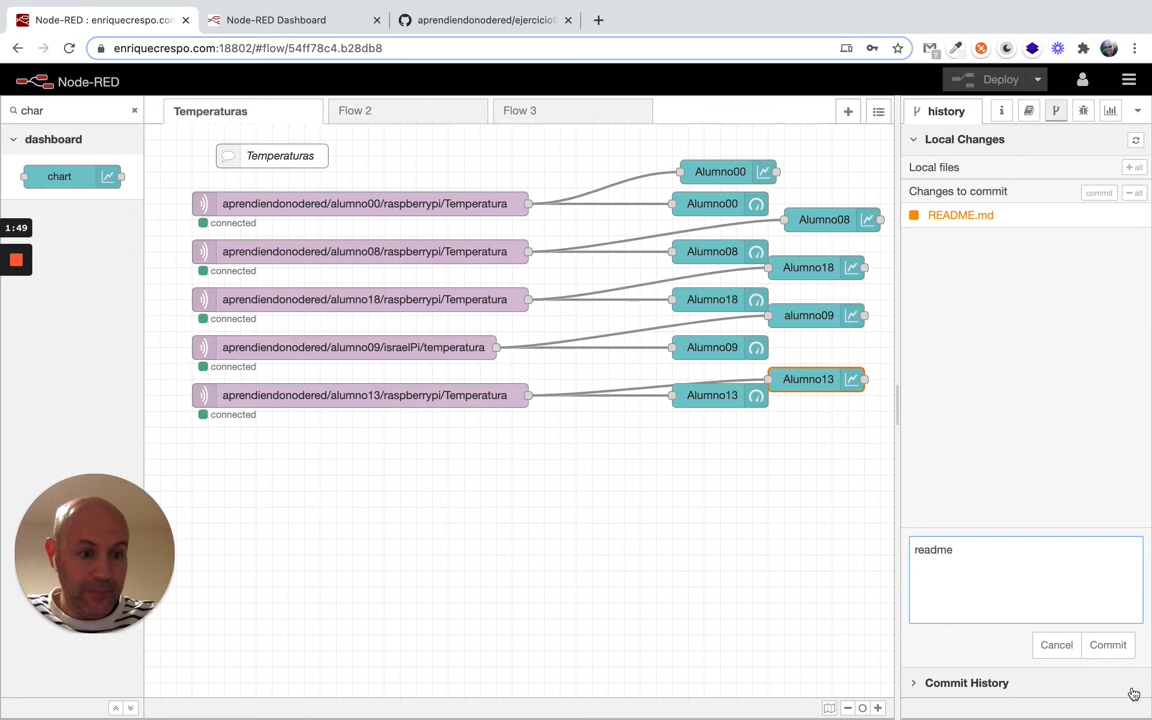 Node-RED : enriquecrespo.con
Node-RED Dashboard
aprendiendonodered/ejercicio0
enriquecrespo.com:18802/#flow/54ff78c4.b28db8
Node-RED
Deploy
char
Temperaturas
Flow 2
Flow 3
history
dashboard
Local Changes
Temperaturas
Local files
all
chart
Alumno00
Changes to commit
commit
all
aprendiendonodered/alumno00/raspberrypi/Temperatura
Alumno00
README.md
connected
Alumno08
1:49
aprendiendonodered/alumno08/raspberrypi/Temperatura
Alumno08
connected
Alumno18
aprendiendonodered/alumno18/raspberrypi/Temperatura
Alumno18
connected
alumno09
aprendiendonodered/alumno09/israelPi/temperatura
Alumno09
connected
Alumno13
aprendiendonodered/alumno13/raspberrypi/Temperatura
Alumno13
connected
readme
Cancel
Commit
Commit History